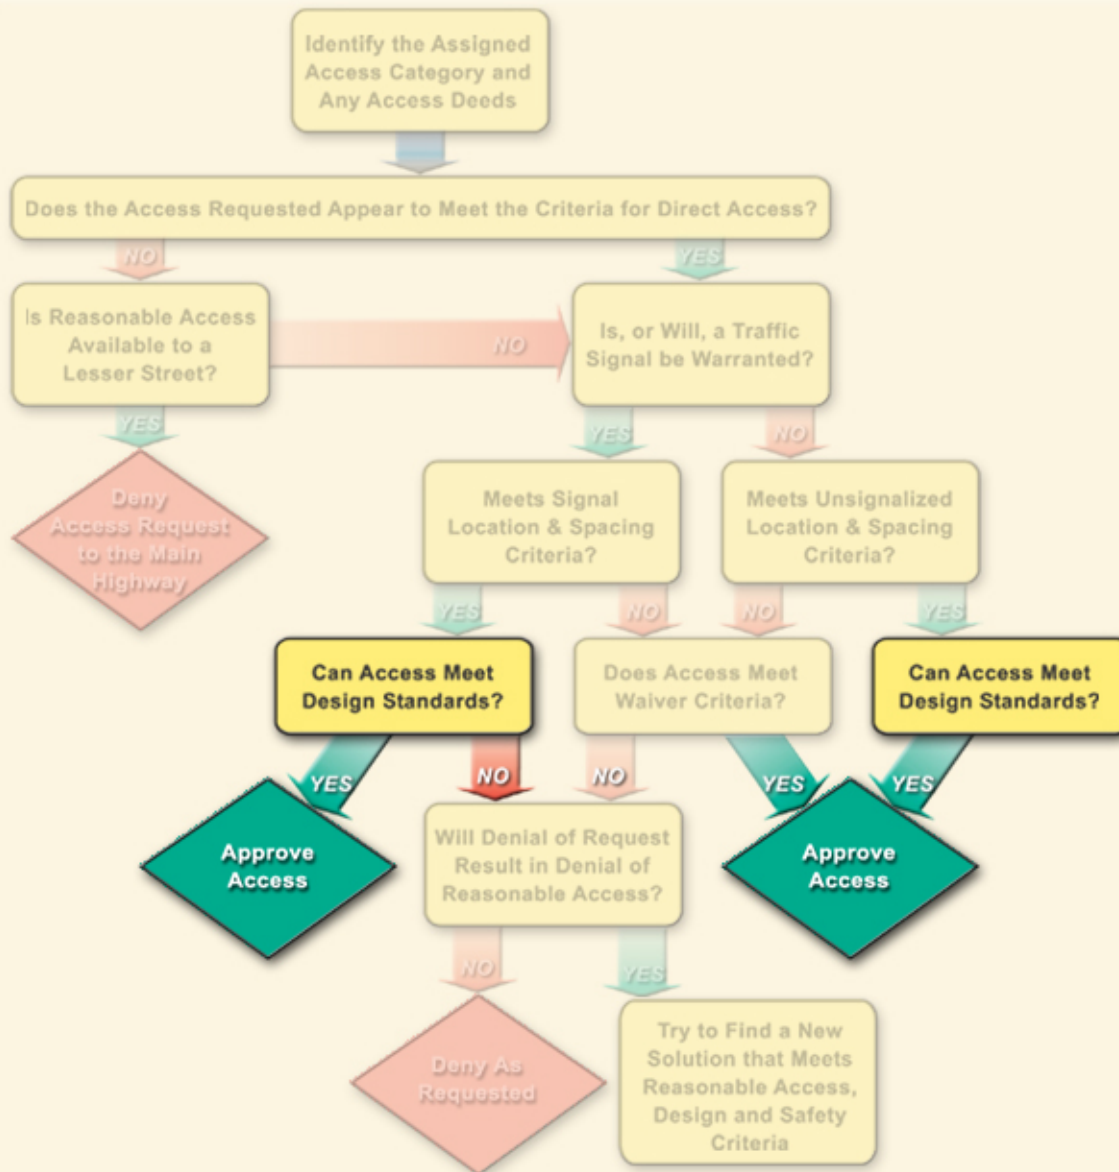 Identify the Assigned
Access Category and
Any Access Deeds
Does the Access Requested Appear to Meet the Criteria for Direct Access?
NO
YES
Is Reasonable Access
Available to a
Lesser Street?
NO
Is, or Will, a Traffic
Signal be Warranted?
YES
YES
NO
Deny
Access Request
to the Main
Highway
Meets Signal
Location & Spacing
Criteria?
Meets Unsignalized
Location & Spacing
Criteria?
YES
NO
NO
YES
Can Access Meet
Design Standards?
Does Access Meet
Waiver Criteria?
Can Access Meet
Design Standards?
YES
NO
NO
YES
YES
Approve
Access
Will Denial of Request
Result in Denial of
Reasonable Access?
Approve
Access
NO
YES
Deny As
Requested
Try to Find a New
Solution that Meets
Reasonable Access,
Design and Safety
Criteria